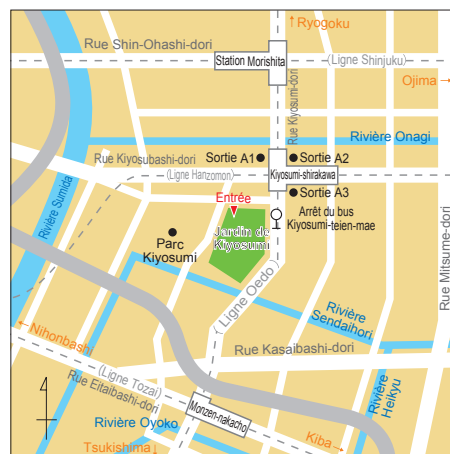 ↑Ryogoku
Rue Shin-Ohashi-dori
Station Morishita
(Ligne Shinjuku)
Ojima→
Rue Kiyosumi-dori
Rivière Onagi
Rue Kiyosubashi-dori
Sortie A1
Sortie A2
(Ligne Hanzomon)
Kiyosumi-shirakawa
Sortie A3
Entrée
Rivière Sumida
Arrêt du bus
Kiyosumi-teien-mae
Jardin de
Kiyosumi
Parc
Kiyosumi
Rue Mitsume-dori
(Ligne Oedo)
Rivière
Sendaihori
←Nihonbashi
Rue Kasaibashi-dori
(Ligne Tozai)
Rue Eitaibashi-dori
Rivière
Heikyu
Monzen-nakacho
Rivière Oyoko
Kiba→
Tsukishima↓